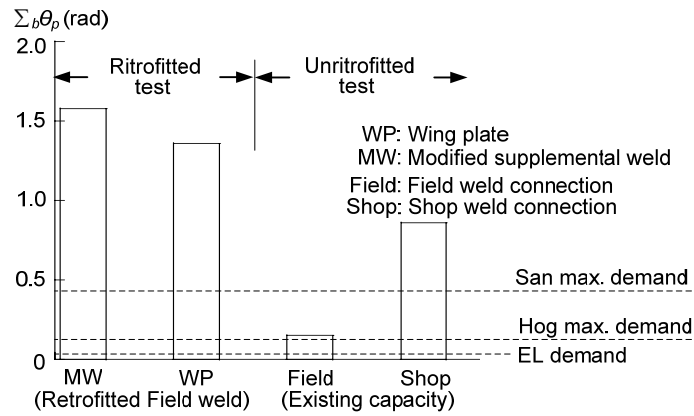 Σbθp (rad)
2.0
1.5
1.0
0.5
0
Ritrofitted
test
Unritrofitted
test
WP: Wing plate
MW: Modified supplemental weld
Field: Field weld connection
Shop: Shop weld connection
San max. demand
Hog max. demand
EL demand
MW
WP
Field
Shop
(Retrofitted Field weld)
(Existing capacity)